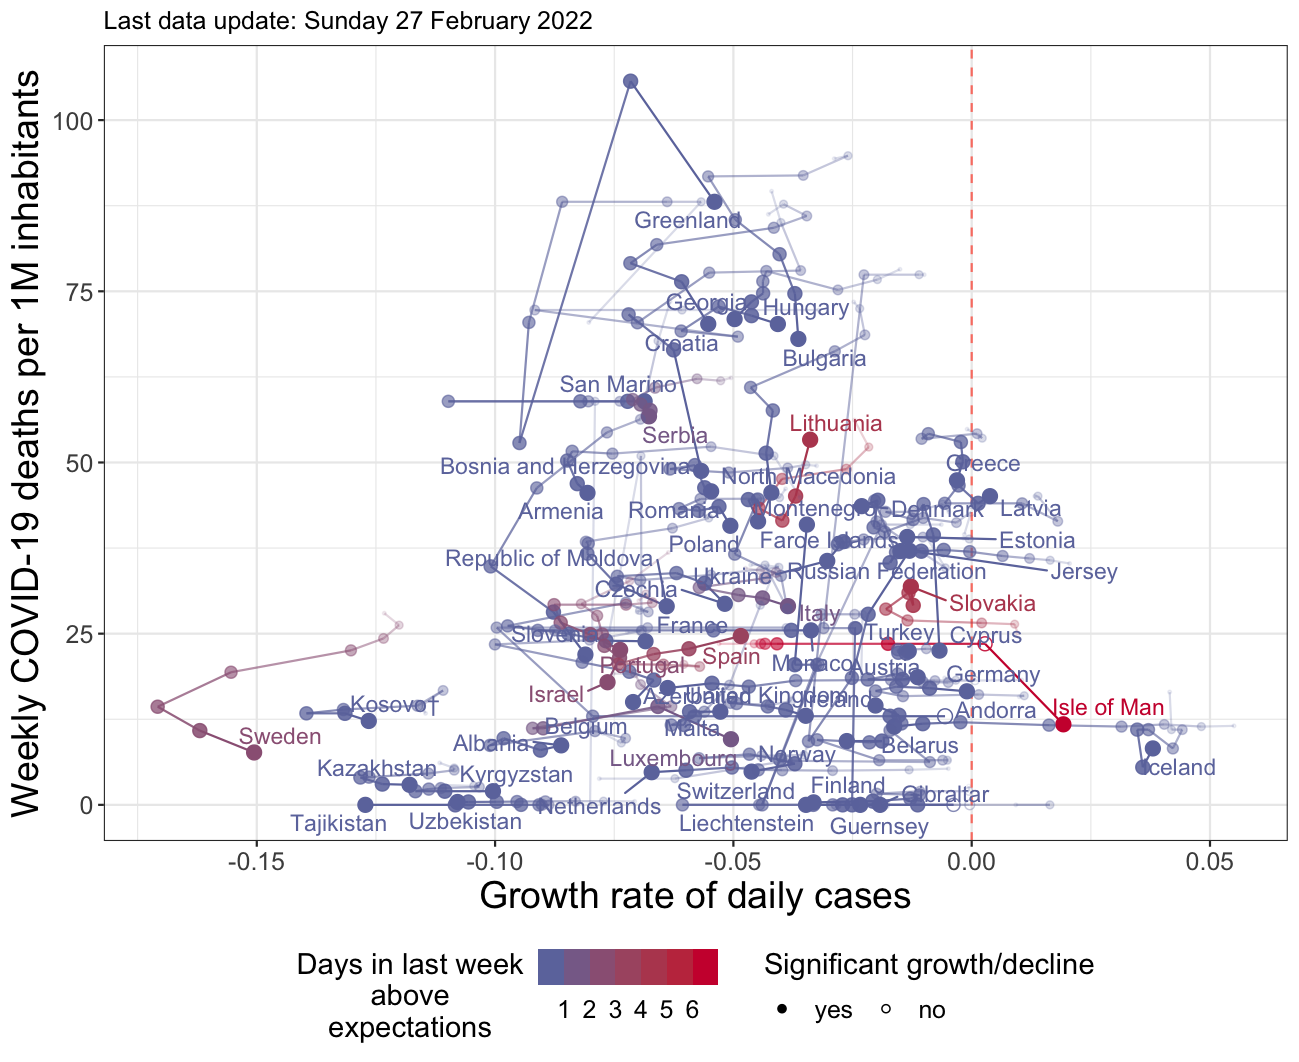 Last data update: Sunday 27 February 2022
Weekly COVID-19 deaths per 1M inhabitants
100
75
50
25
0
Greenland
Georgia
Hungary
Croatia
Bulgaria
San Marino
Serbia
Lithuania
Bosnia and Herzegovina
Greece
North Macedonia
Armenia
Romania
Montenegro
Denmark
Latvia
Poland
Faroe Islands
Estonia
Republic of Moldova
Ukraine
Russian Federation
Jersey
Czechia
Slovakia
Italy
France
Slovenia
Turkey
Cyprus
Portugal
Spain
Monaco
Austria
Germany
Israel
Azerbaijan
United Kingdom
Ireland
Kosovo†
Andorra
Isle of Man
Belgium
Malta
Sweden
Albania
Belarus
Luxembourg
Norway
Iceland
Kazakhstan
Kyrgyzstan
Switzerland
Finland
Netherlands
Gibraltar
Tajikistan
Uzbekistan
Liechtenstein
Guernsey
-0.15
-0.10
-0.05
0.00
0.05
Growth rate of daily cases
Days in last week
above
expectations
1 2 3 4 5 6
Significant growth/decline
yes
no